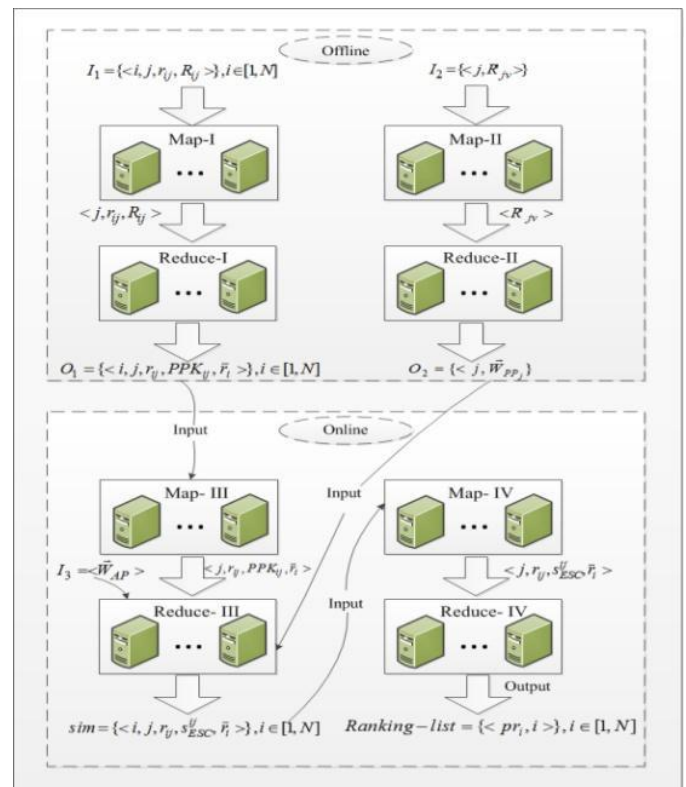 Offline
I₁ = {<i, j, r_ij, R_ij >}, i∈[1, N]
I₂ = {<j, R'_jv>}
Map-I
•••
Map-II
•••
< j, r_ij, R_ij >
<R'_jv >
Reduce-I
•••
Reduce-II
•••
O₁ = {< i, j, r_ij, PPK_ij, r̄_i >}, i ∈ [1, N]
O₂ = {< j, W⃗_PP_j }
Input
Online
Input
Map- III
•••
Map- IV
•••
I₃ =<W⃗_AP >
< j, r_ij, PPK_ij, r̄_i >
< j, r_ij, s^ij_ESC, r̄_i >
Input
Reduce- III
•••
Reduce- IV
•••
Output
sim = {< i, j, r_ij, s^ij_ESC, r̄_i >}, i ∈ [1, N]
Ranking-list = {< pr_i, i >}, i ∈ [1, N]